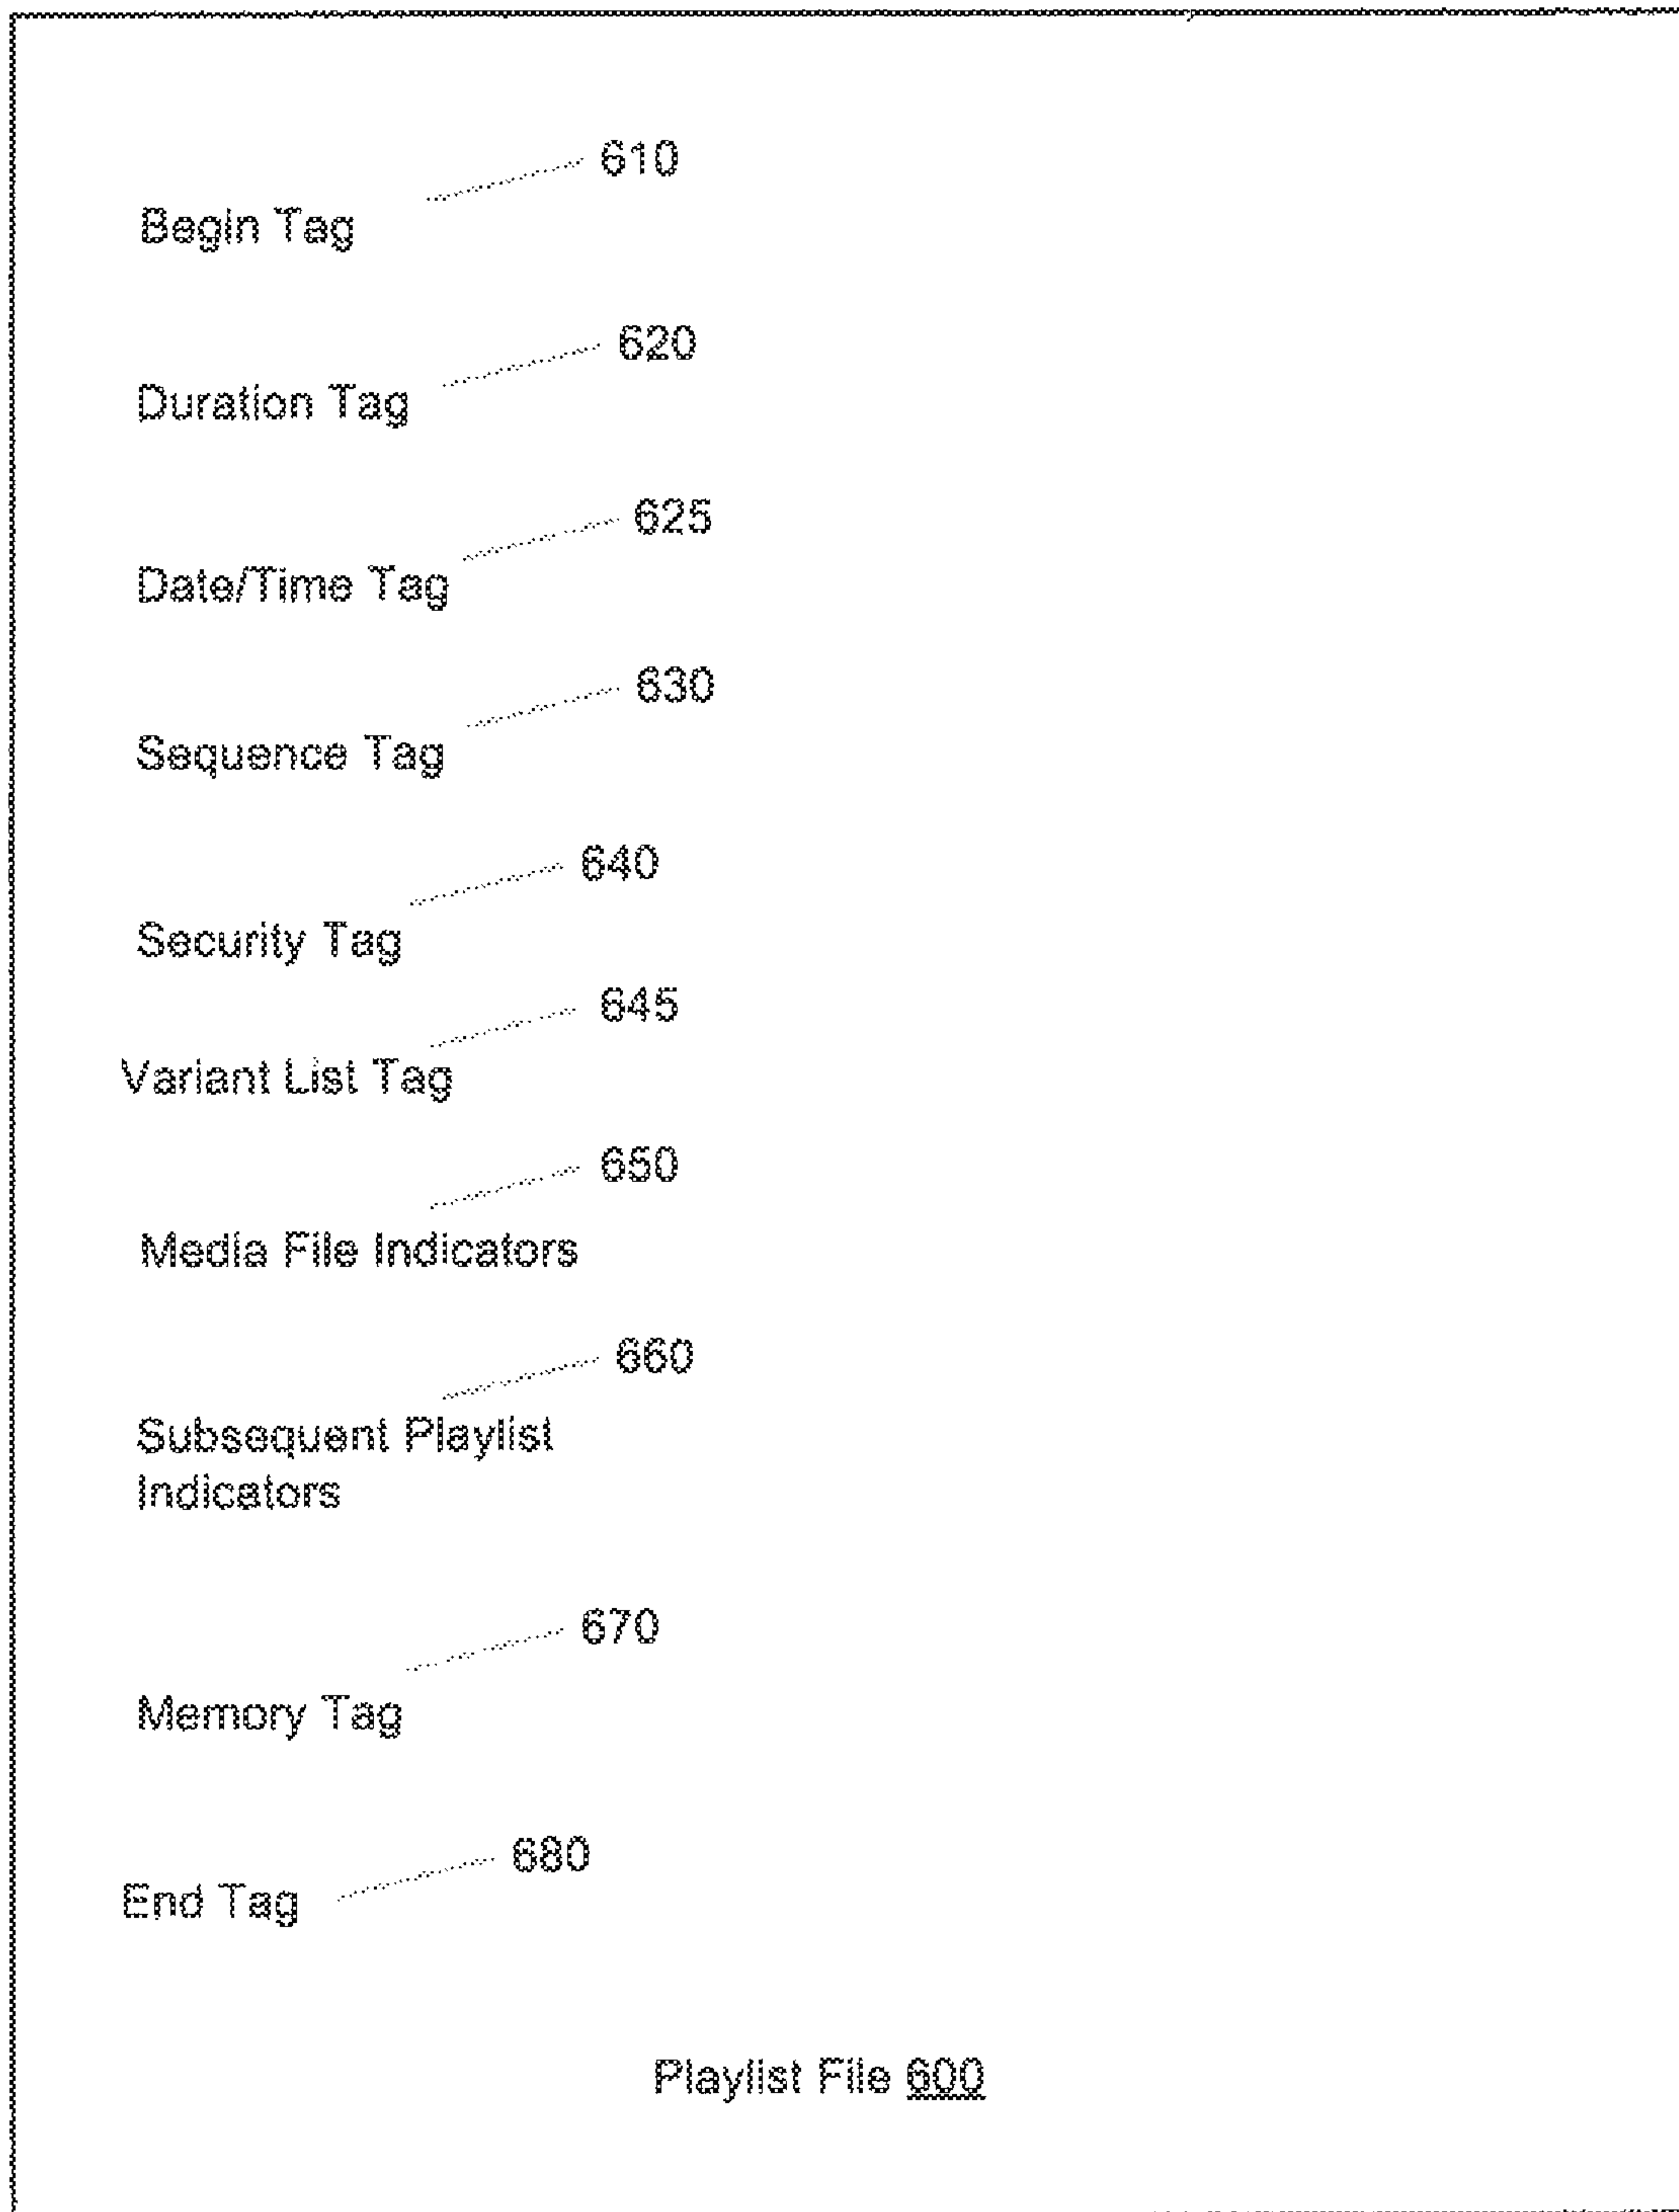 610
Begin Tag
620
Duration Tag
625
Date/Time Tag
630
Sequence Tag
640
Security Tag
645
Variant List Tag
650
Media File Indicators
660
Subsequent Playlist
Indicators
670
Memory Tag
680
End Tag
Playlist File 600